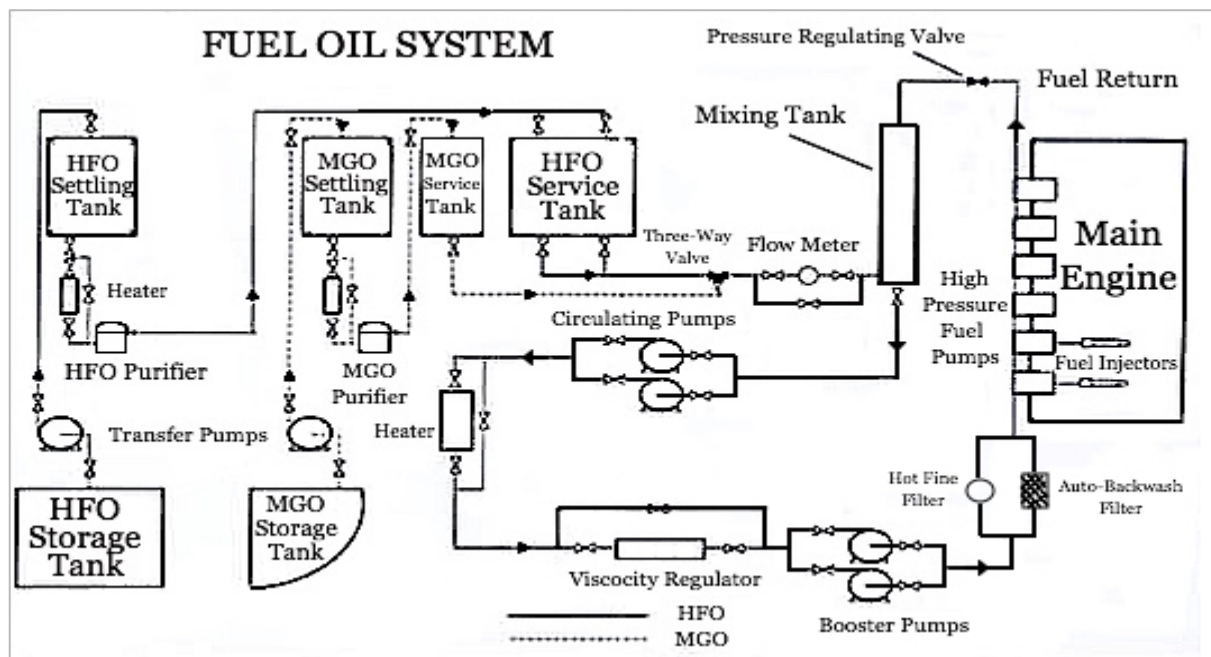 FUEL OIL SYSTEM
Pressure Regulating Valve
Fuel Return
Mixing Tank
HFO
Settling
Tank
MGO
Settling
Tank
MGO
Service
Tank
HFO
Service
Tank
Three-Way
Valve
Flow Meter
Main
Engine
High
Pressure
Fuel
Pumps
Heater
Circulating Pumps
Fuel Injectors
HFO Purifier
MGO
Purifier
Transfer Pumps
Heater
Hot Fine
Filter
Auto-Backwash
Filter
HFO
Storage
Tank
MGO
Storage
Tank
Viscocity Regulator
Booster Pumps
HFO
MGO